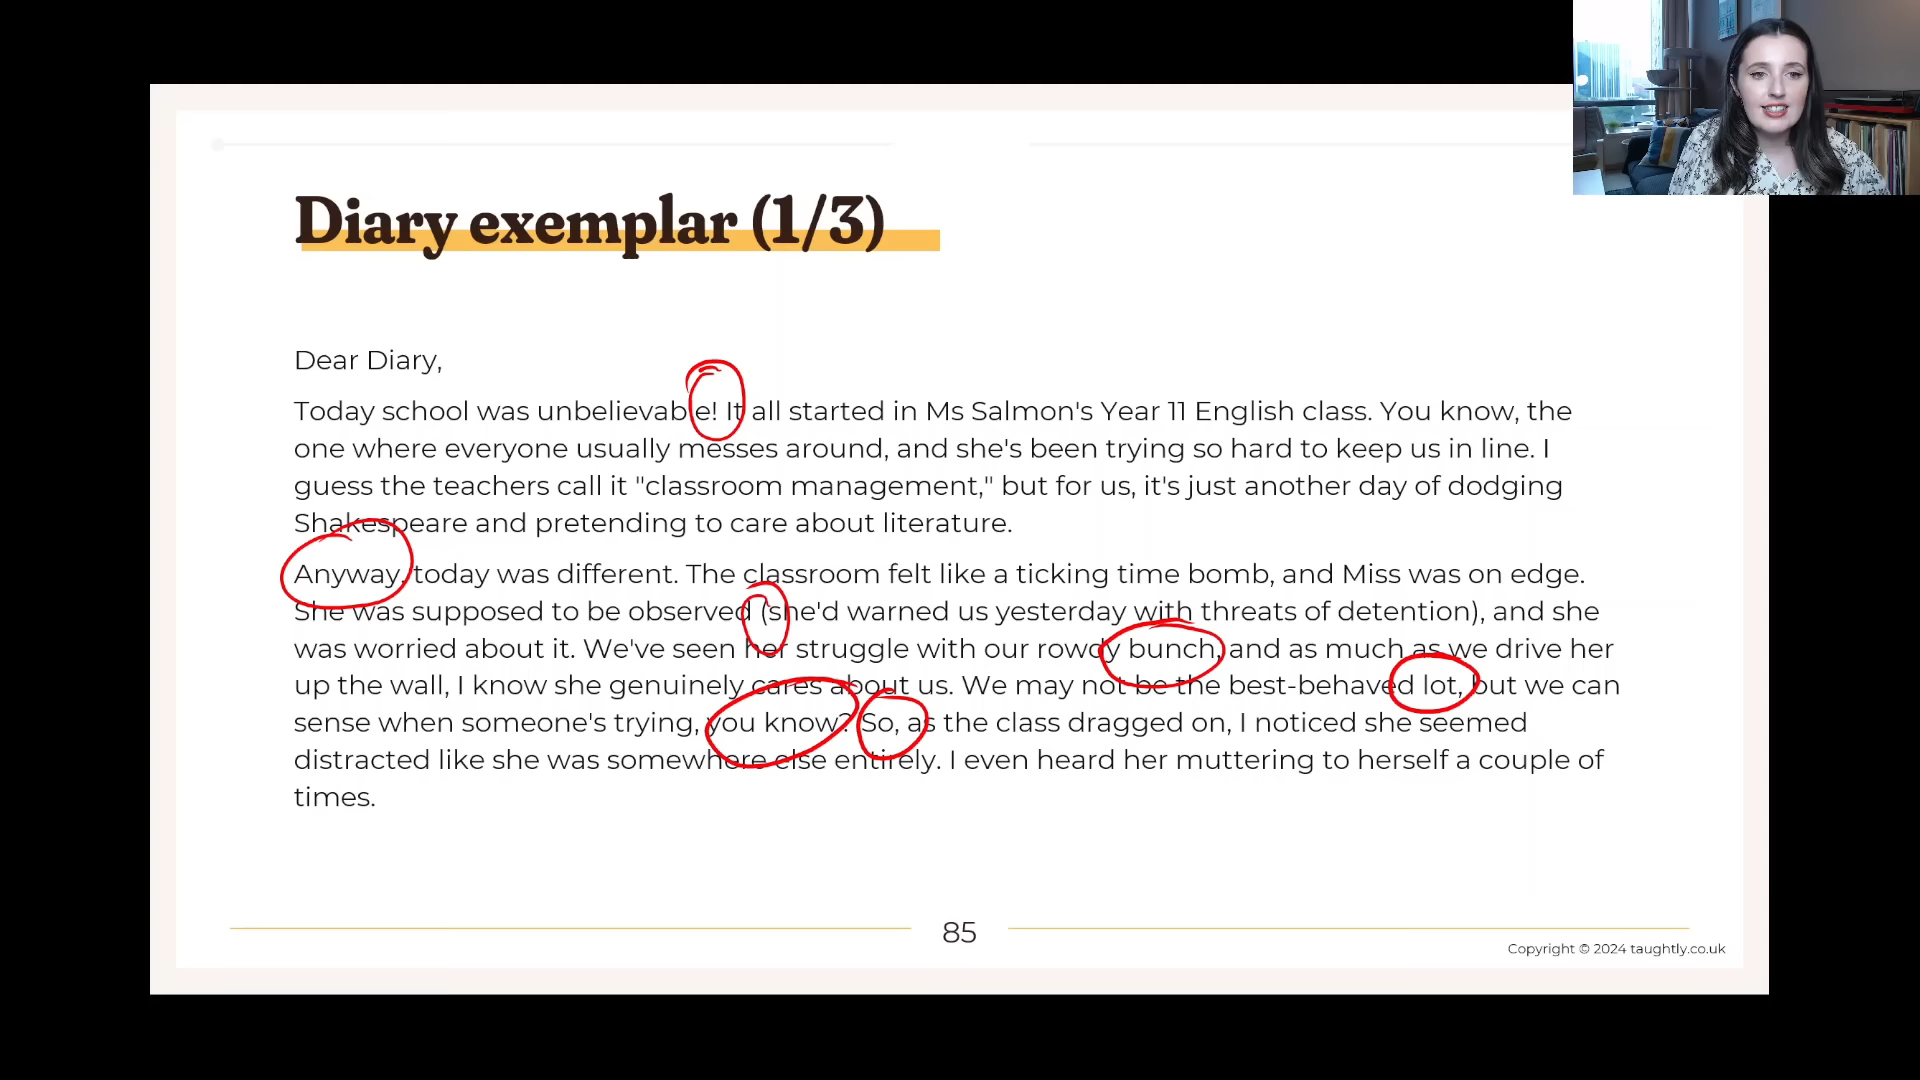 Diary exemplar (1/3)
Dear Diary,
Today school was unbelievable! It all started in Ms Salmon's Year 11 English class. You know, the
one where everyone usually messes around, and she's been trying so hard to keep us in line. I
guess the teachers call it "classroom management," but for us, it's just another day of dodging
Shakespeare and pretending to care about literature.
Anyway, today was different. The classroom felt like a ticking time bomb, and Miss was on edge.
She was supposed to be observed (she'd warned us yesterday with threats of detention), and she
was worried about it. We've seen her struggle with our rowdy bunch, and as much as we drive her
up the wall, I know she genuinely cares about us. We may not be the best-behaved lot, but we can
sense when someone's trying, you know? So, as the class dragged on, I noticed she seemed
distracted like she was somewhere else entirely. I even heard her muttering to herself a couple of
times.
85
Copyright © 2024 taughtly.co.uk